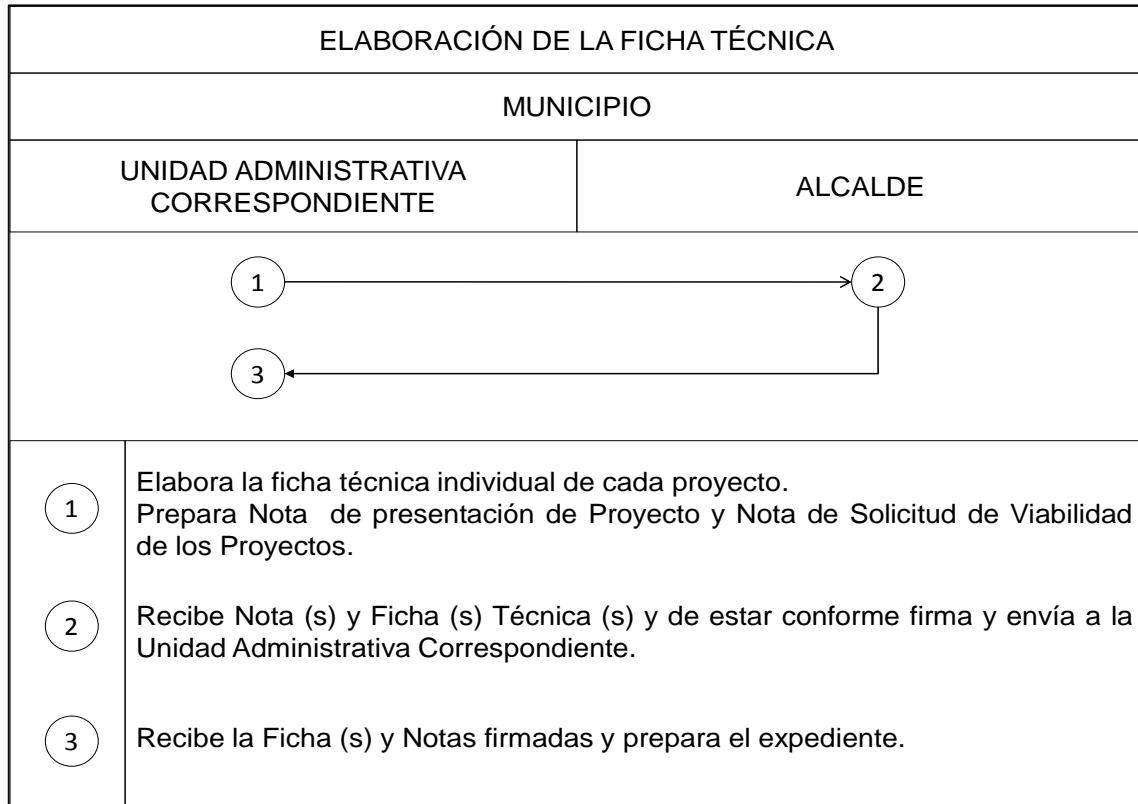 ELABORACIÓN DE LA FICHA TÉCNICA
MUNICIPIO
UNIDAD ADMINISTRATIVA
CORRESPONDIENTE
ALCALDE
1
2
3
1
Elabora la ficha técnica individual de cada proyecto.
Prepara Nota de presentación de Proyecto y Nota de Solicitud de Viabilidad
de los Proyectos.
2
Recibe Nota (s) y Ficha (s) Técnica (s) y de estar conforme firma y envía a la
Unidad Administrativa Correspondiente.
3
Recibe la Ficha (s) y Notas firmadas y prepara el expediente.